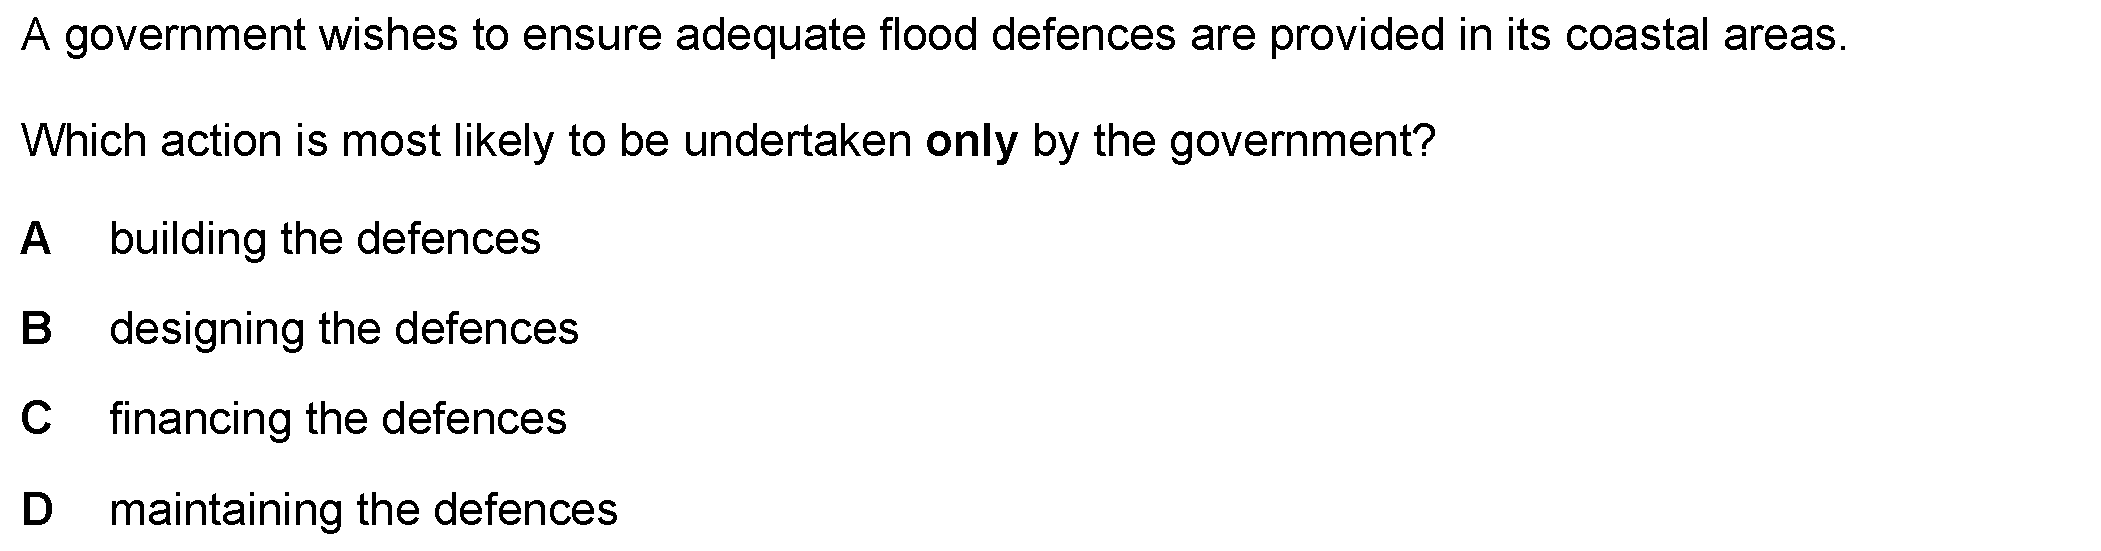 A government wishes to ensure adequate flood defences are provided in its coastal areas.
Which action is most likely to be undertaken only by the government?
A building the defences
B designing the defences
C financing the defences
D maintaining the defences